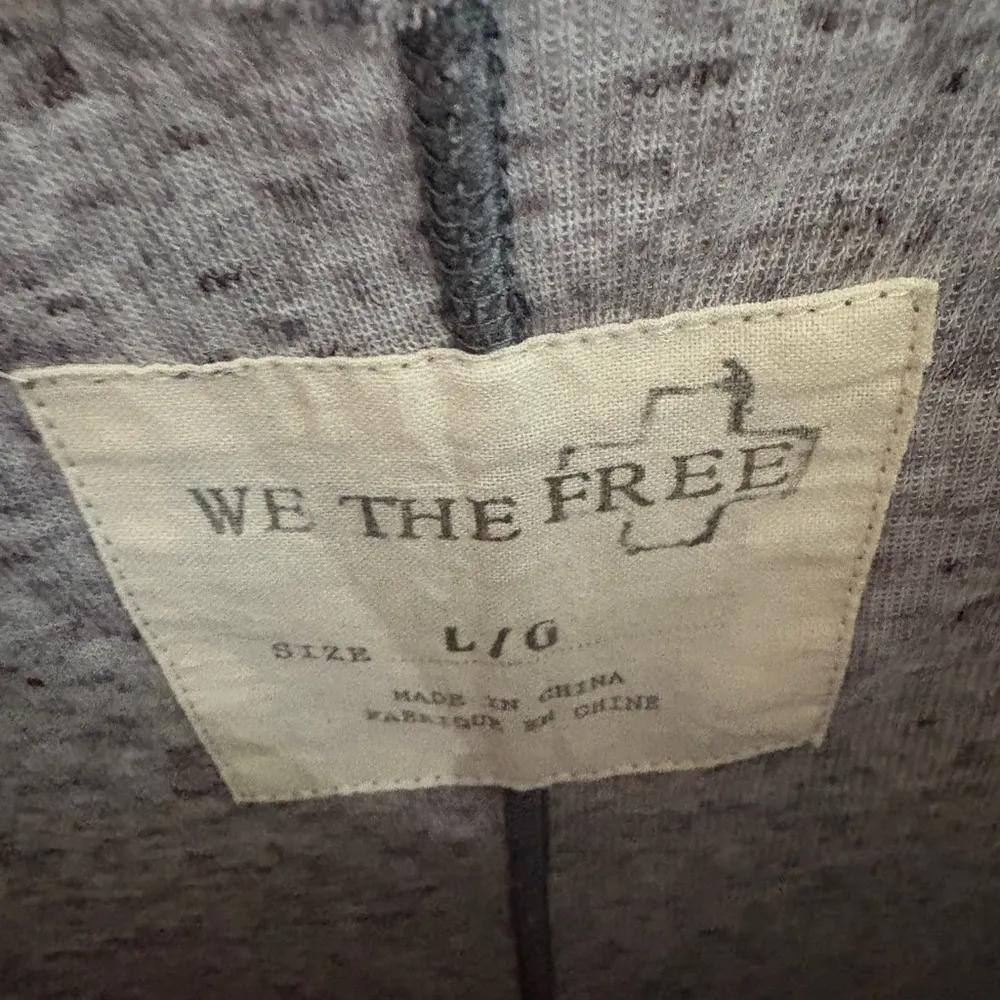 WE THE FREE
SIZE L/G
MADE IN CHINA
FABRIQUE EN CHINE